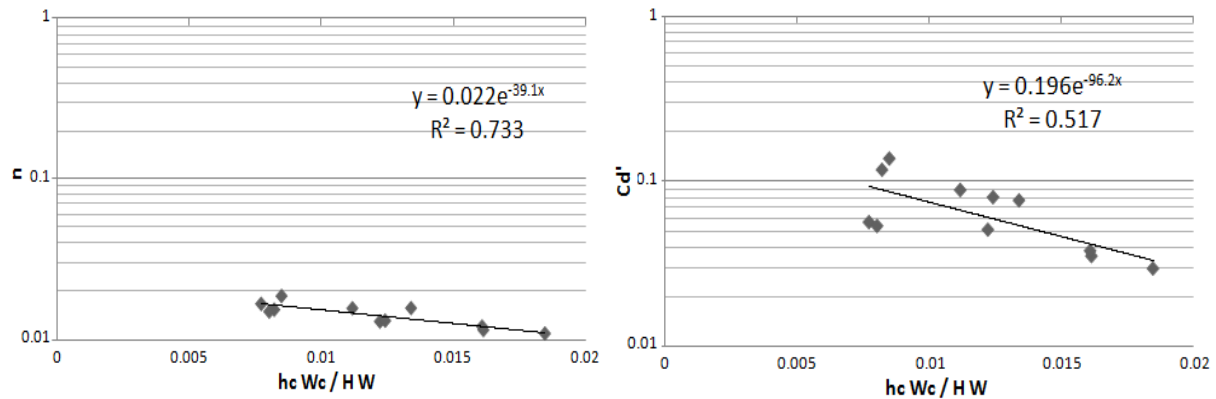 1
y = 0.022e^-39.1x
R² = 0.733
n
0.1
0.01
0
0.005
0.01
0.015
0.02
hc Wc / H W
1
y = 0.196e^-96.2x
R² = 0.517
Cd'
0.1
0.01
0
0.005
0.01
0.015
0.02
hc Wc / H W